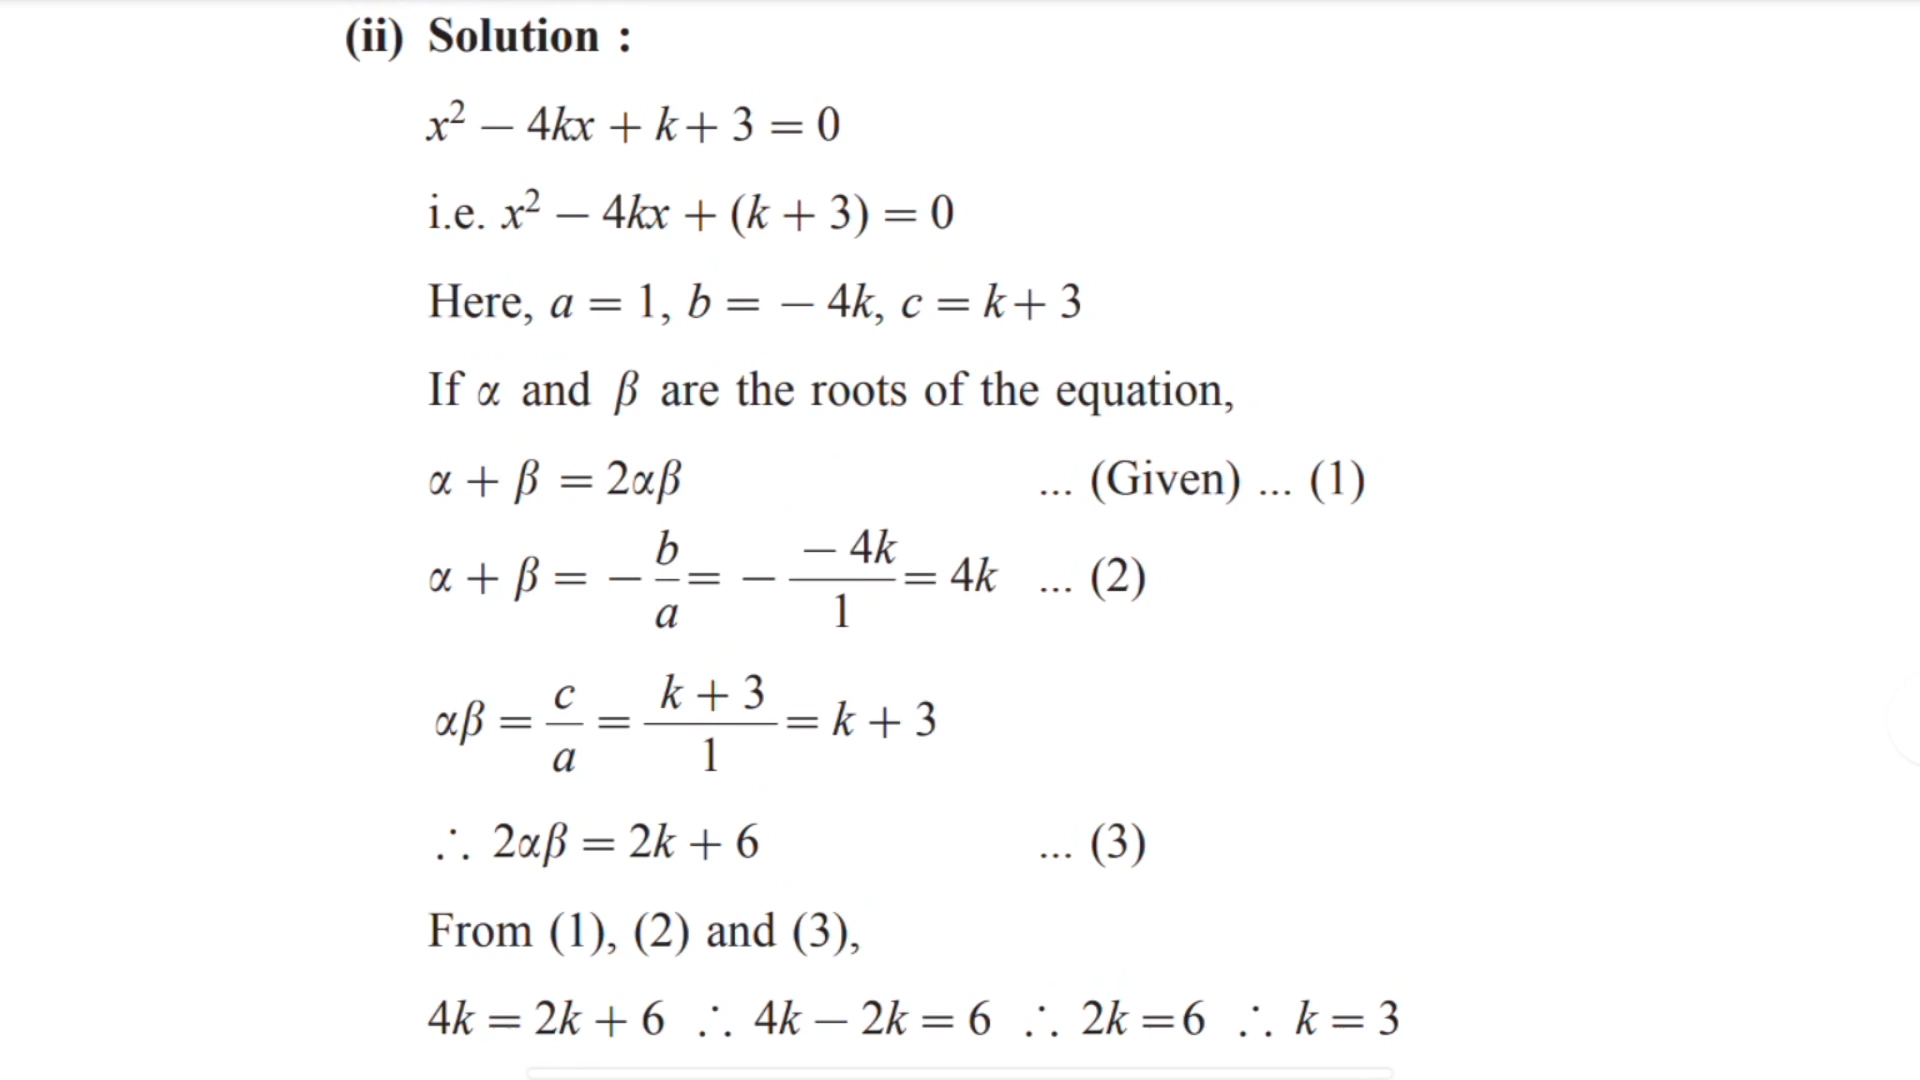 (ii) Solution :
x² – 4kx + k + 3 = 0
i.e. x² – 4kx + (k + 3) = 0
Here, a = 1, b = – 4k, c = k + 3
If α and β are the roots of the equation,
α + β = 2αβ ... (Given) ... (1)
α + β = – b/a = – – 4k/1 = 4k ... (2)
αβ = c/a = k + 3/1 = k + 3
∴ 2αβ = 2k + 6 ... (3)
From (1), (2) and (3),
4k = 2k + 6 ∴ 4k – 2k = 6 ∴ 2k = 6 ∴ k = 3